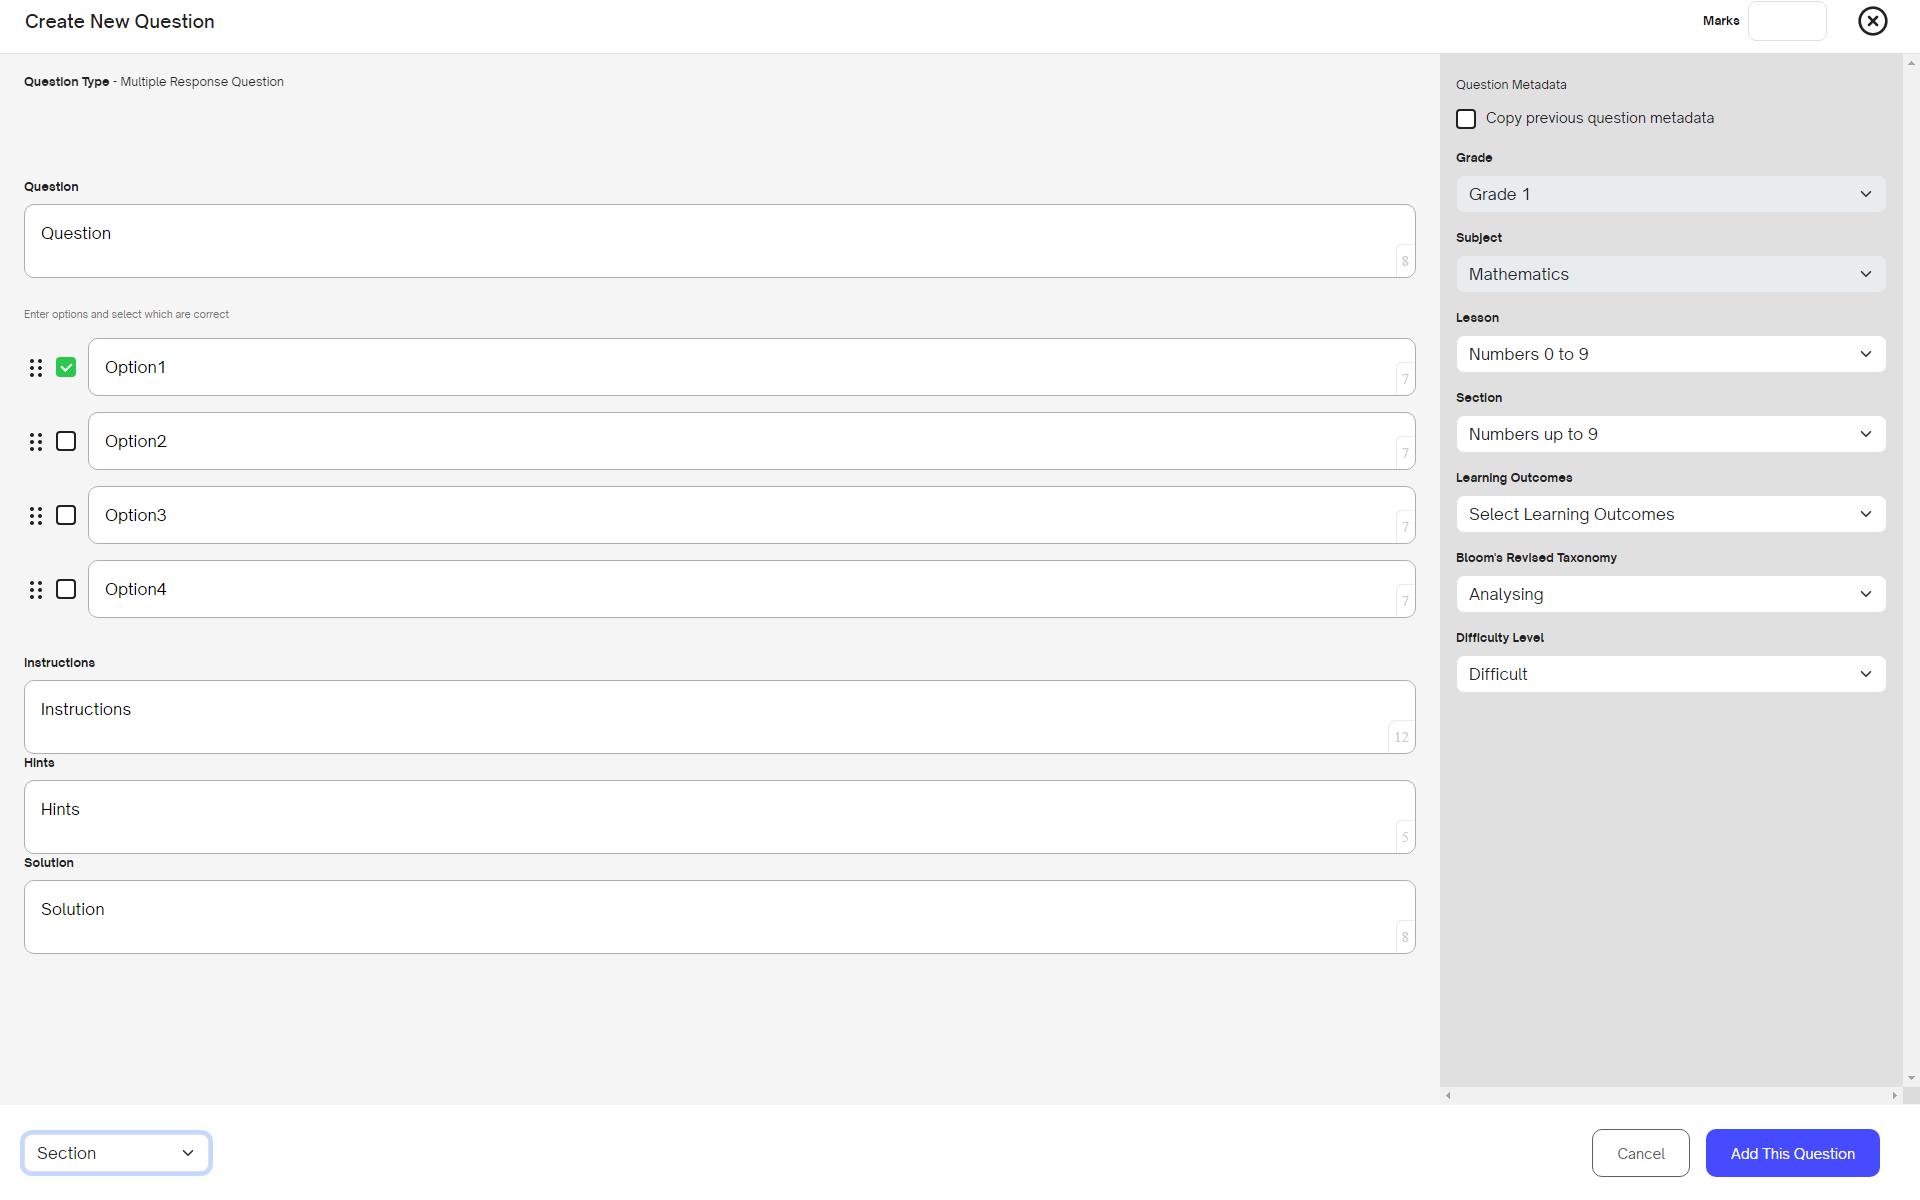 Create New Question
Marks
Question Type - Multiple Response Question
Question
Question
8
Enter options and select which are correct
Option1
7
Option2
7
Option3
7
Option4
7
Instructions
Instructions
12
Hints
Hints
5
Solution
Solution
8
Question Metadata
Copy previous question metadata
Grade
Grade 1
Subject
Mathematics
Lesson
Numbers 0 to 9
Section
Numbers up to 9
Learning Outcomes
Select Learning Outcomes
Bloom's Revised Taxonomy
Analysing
Difficulty Level
Difficult
Section
Cancel
Add This Question